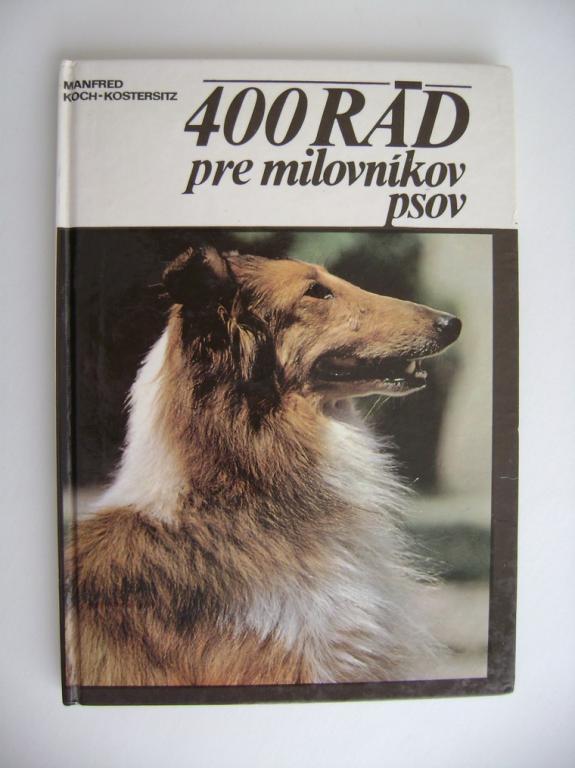 MANFRED
KOCH-KOSTERSITZ
400 RÁD
pre milovníkov
psov